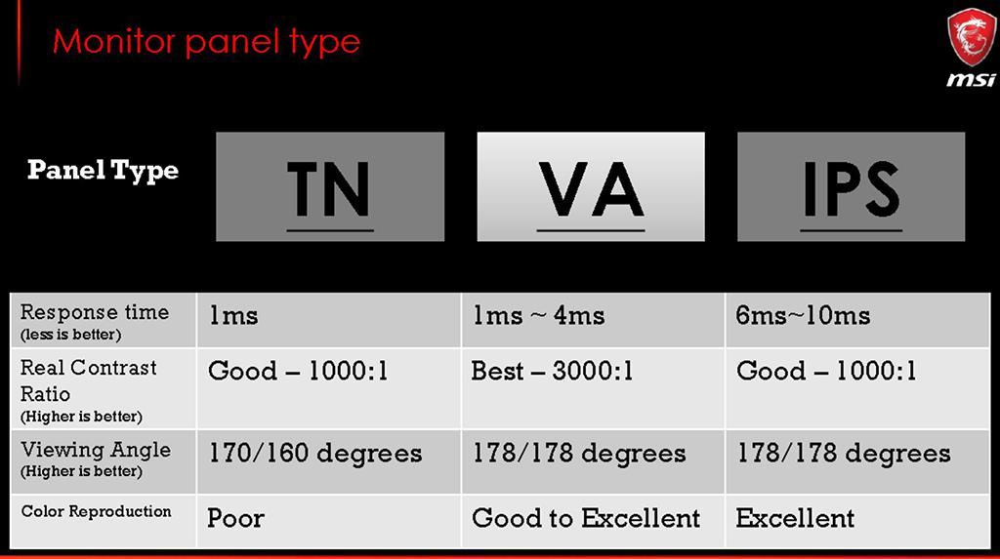 Monitor panel type
msi
Panel Type
TN
VA
IPS
Response time
(less is better)
1ms
1ms ~ 4ms
6ms~10ms
Real Contrast
Ratio
(Higher is better)
Good – 1000:1
Best – 3000:1
Good – 1000:1
Viewing Angle
(Higher is better)
170/160 degrees
178/178 degrees
178/178 degrees
Color Reproduction
Poor
Good to Excellent
Excellent